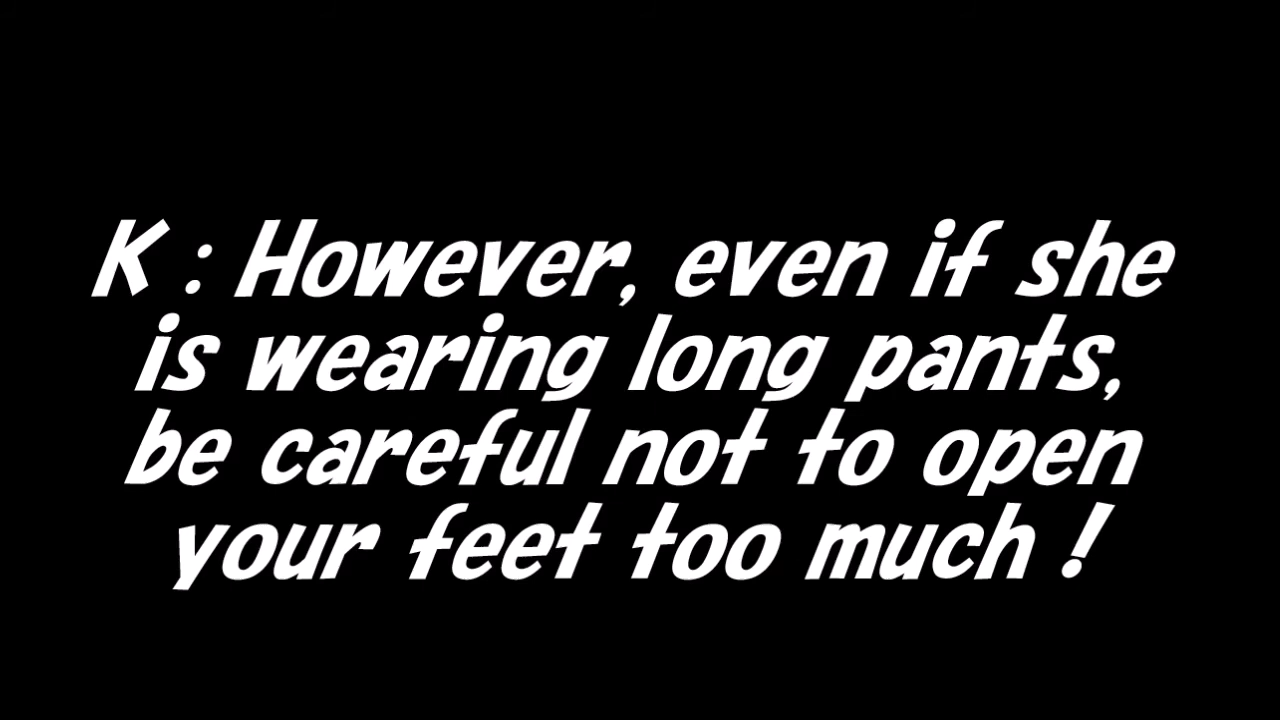 K : However, even if she
is wearing long pants,
be careful not to open
your feet too much !